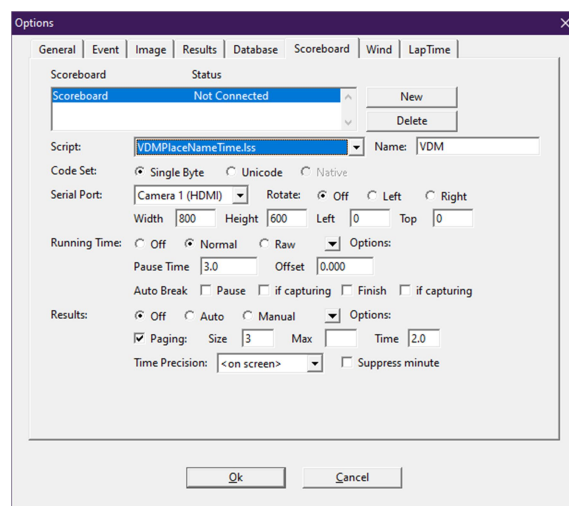 Options
General Event Image Results Database Scoreboard Wind LapTime
Scoreboard Status
Scoreboard Not Connected
New
Delete
Script: VDMPlaceNameTime.lss Name: VDM
Code Set: Single Byte Unicode Native
Serial Port: Camera 1 (HDMI) Rotate: Off Left Right
Width 800 Height 600 Left 0 Top 0
Running Time: Off Normal Raw Options:
Pause Time 3.0 Offset 0.000
Auto Break Pause if capturing Finish if capturing
Results: Off Auto Manual Options:
Paging: Size 3 Max Time 2.0
Time Precision: <on screen> Suppress minute
Ok Cancel